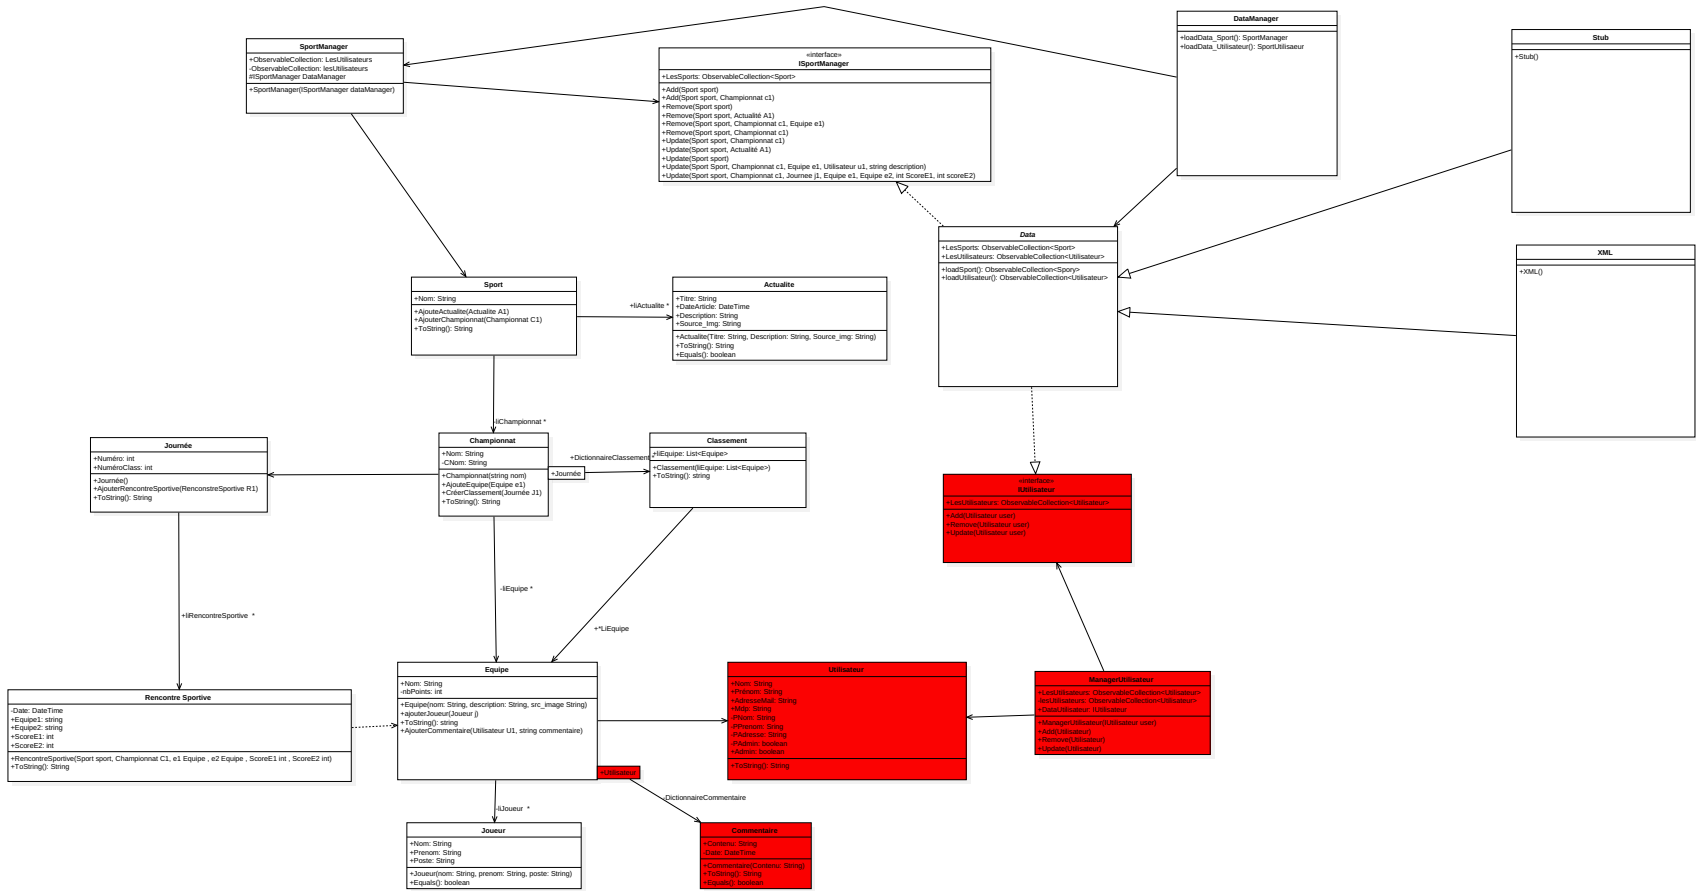 SportManager
+ObservableCollection: LesUtilisateurs
-ObservableCollection: lesUtilisateurs
#ISportManager DataManager
+SportManager(ISportManager dataManager)
«interface»
ISportManager
+LesSports: ObservableCollection<Sport>
+Add(Sport sport)
+Add(Sport sport, Championnat c1)
+Remove(Sport sport)
+Remove(Sport sport, Actualité A1)
+Remove(Sport sport, Championnat c1, Equipe e1)
+Remove(Sport sport, Championnat c1)
+Update(Sport sport, Championnat c1)
+Update(Sport sport, Actualité A1)
+Update(Sport sport)
+Update(Sport Sport, Championnat c1, Equipe e1, Utilisateur u1, string description)
+Update(Sport sport, Championnat c1, Journee j1, Equipe e1, Equipe e2, int ScoreE1, int scoreE2)
DataManager
+loadData_Sport(): SportManager
+loadData_Utilisateur(): SportUtlisaeur
Stub
+Stub()
Data
+LesSports: ObservableCollection<Sport>
+LesUtilisateurs: ObservableCollection<Utilisateur>
+loadSport(): ObservableCollection<Spory>
+loadUtilisateur(): ObservableCollection<Utilisateur>
XML
+XML()
Sport
+Nom: String
+AjouteActualite(Actualite A1)
+AjouterChampionnat(Championnat C1)
+ToString(): String
+liActualite *
Actualite
+Titre: String
+DateArticle: DateTime
+Description: String
+Source_Img: String
+Actualite(Titre: String, Description: String, Source_img: String)
+ToString(): String
+Equals(): boolean
-liChampionnat *
Journée
+Numéro: int
+NuméroClass: int
+Journée()
+AjouterRencontreSportive(RenconstreSportive R1)
+ToString(): String
Championnat
+Nom: String
-CNom: String
+Championnat(string nom)
+AjouteEquipe(Equipe e1)
+CréerClassement(Journée J1)
+ToString(): String
+Journée
+DictionnaireClassement *
Classement
+liEquipe: List<Equipe>
+Classement(liEquipe: List<Equipe>)
+ToString(): string
«interface»
IUtilisateur
+LesUtilisateurs: ObservableCollection<Utilisateur>
+Add(Utilisateur user)
+Remove(Utilisateur user)
+Update(Utilisateur user)
-liEquipe *
+liRencontreSportive *
+*LiEquipe
Rencontre Sportive
-Date: DateTime
+Equipe1: string
+Equipe2: string
+ScoreE1: int
+ScoreE2: int
+RencontreSportive(Sport sport, Championnat C1, e1 Equipe , e2 Equipe , ScoreE1 int , ScoreE2 int)
+ToString(): String
Equipe
+Nom: String
-nbPoints: int
+Equipe(nom: String, description: String, src_image String)
+ajouterJoueur(Joueur j)
+ToString(): string
+AjouterCommentaire(Utilisateur U1, string commentaire)
+Utilisateur
Utilisateur
+Nom: String
+Prénom: String
+AdresseMail: String
+Mdp: String
-PNom: String
-PPrenom: Sring
-PAdresse: String
-PAdmin: boolean
+Admin: boolean
+ToString(): String
ManagerUtilisateur
+LesUtilisateurs: ObservableCollection<Utilisateur>
-lesUtilisateurs: ObservableCollection<Utilisateur>
+DataUtilisateur: IUtilisateur
+ManagerUtilisateur(IUtilisateur user)
+Add(Utilisateur)
+Remove(Utilisateur)
+Update(Utilisateur)
-liJoueur *
-DictionnaireCommentaire
Joueur
+Nom: String
+Prenom: String
+Poste: String
+Joueur(nom: String, prenom: String, poste: String)
+Equals(): boolean
Commentaire
+Contenu: String
-Date: DateTime
+Commentaire(Contenu: String)
+ToString(): String
+Equals(): boolean